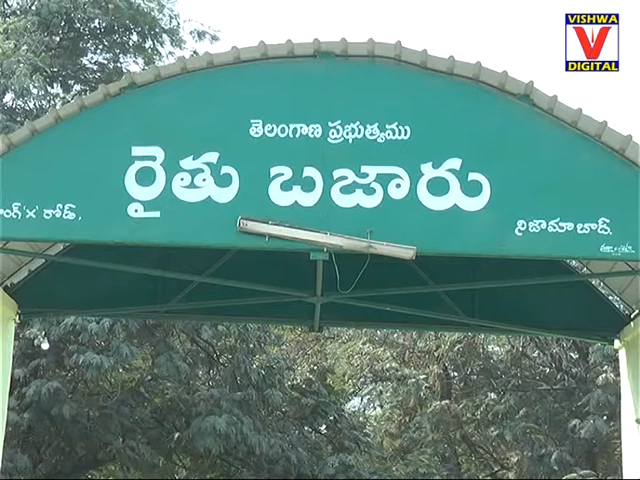 VISHWA
V
DIGITAL
తెలంగాణ ప్రభుత్వము
రైతు బజారు
'x' రోడ్, నిజామాబాద్.